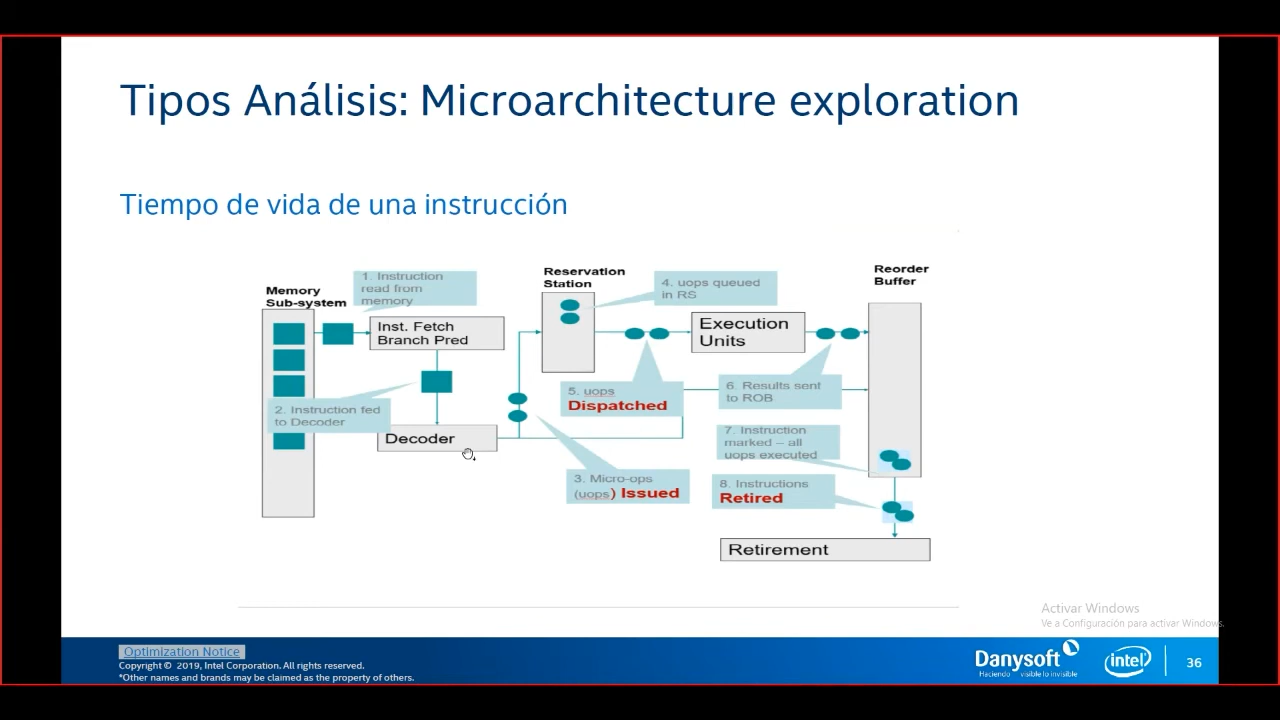 Tipos Análisis: Microarchitecture exploration
Tiempo de vida de una instrucción
Memory
Sub-system
1. Instruction
read from
memory
Inst. Fetch
Branch Pred
2. Instruction fed
to Decoder
Decoder
Reservation
Station
4. uops queued
in RS
Execution
Units
Reorder
Buffer
5. uops
Dispatched
6. Results sent
to ROB
3. Micro-ops
(uops) Issued
7. Instruction
marked – all
uops executed
8. Instructions
Retired
Retirement
Activar Windows
Ve a Configuración para activar Windows.
Optimization Notice
Copyright © 2019, Intel Corporation. All rights reserved.
*Other names and brands may be claimed as the property of others.
Danysoft
Haciendo visible lo invisible
intel
36